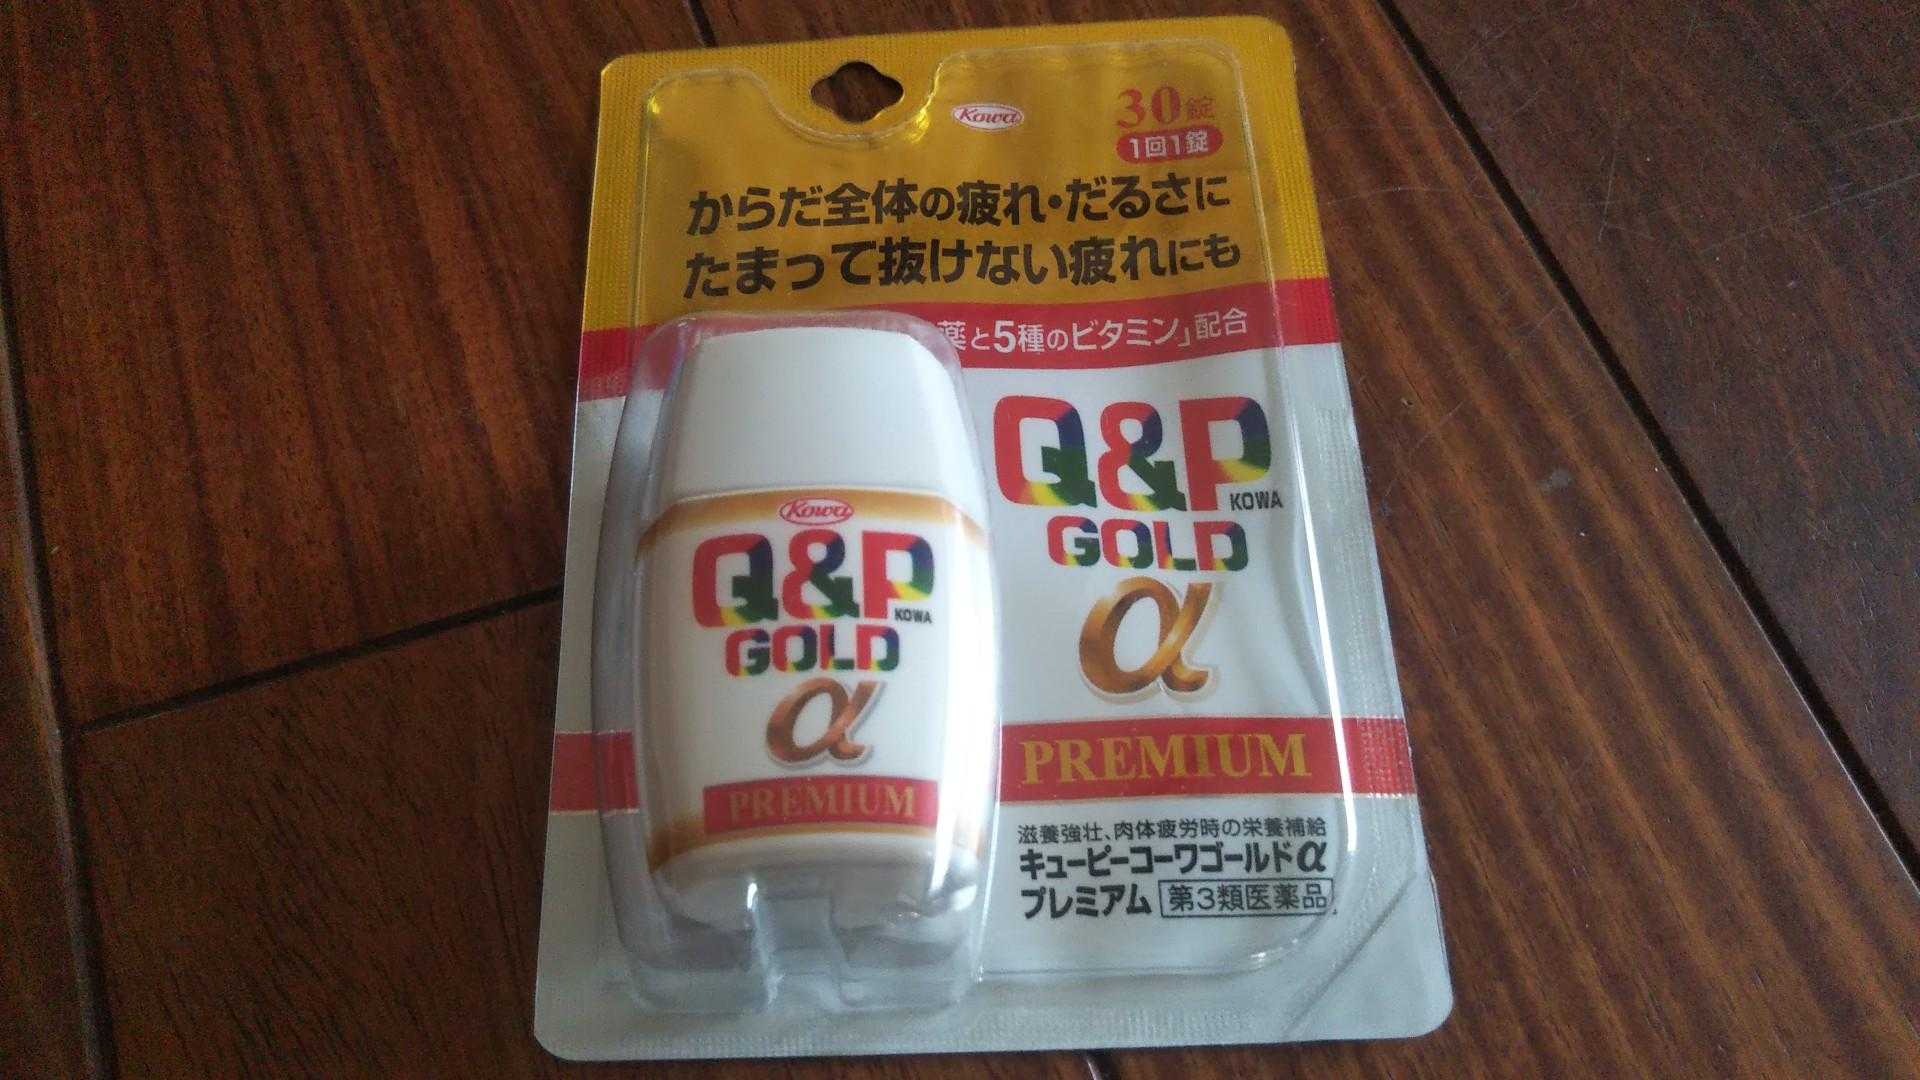 Kowa
30錠
1回1錠
からだ全体の疲れ・だるさに
たまって抜けない疲れにも
薬と5種のビタミン」配合
Q&P
KOWA
GOLD
α
PREMIUM
滋養強壮、肉体疲労時の栄養補給
キューピーコーワゴールドα
プレミアム 第3類医薬品
Kowa
Q&P
KOWA
GOLD
α
PREMIUM